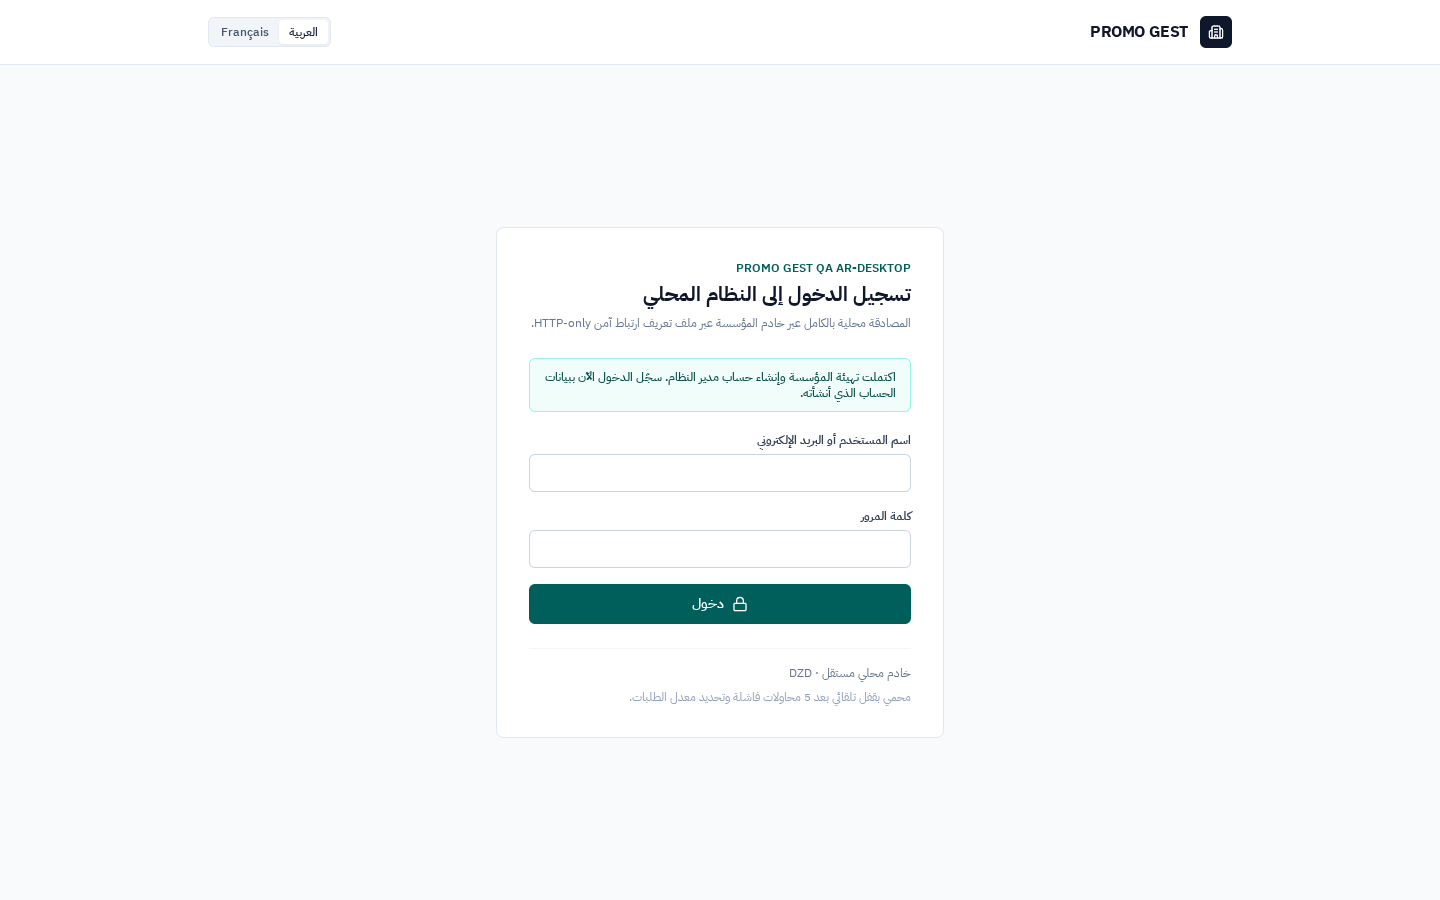 PROMO GEST
العربية
Français
PROMO GEST QA AR-DESKTOP
تسجيل الدخول إلى النظام المحلي
المصادقة محلية بالكامل عبر خادم المؤسسة عبر ملف تعريف ارتباط آمن HTTP-only.
اكتملت تهيئة المؤسسة وإنشاء حساب مدير النظام. سجّل الدخول الآن ببيانات
الحساب الذي أنشأته.
اسم المستخدم أو البريد الإلكتروني
كلمة المرور
دخول
خادم محلي مستقل · DZD
محمي بقفل تلقائي بعد 5 محاولات فاشلة وتحديد معدل الطلبات.